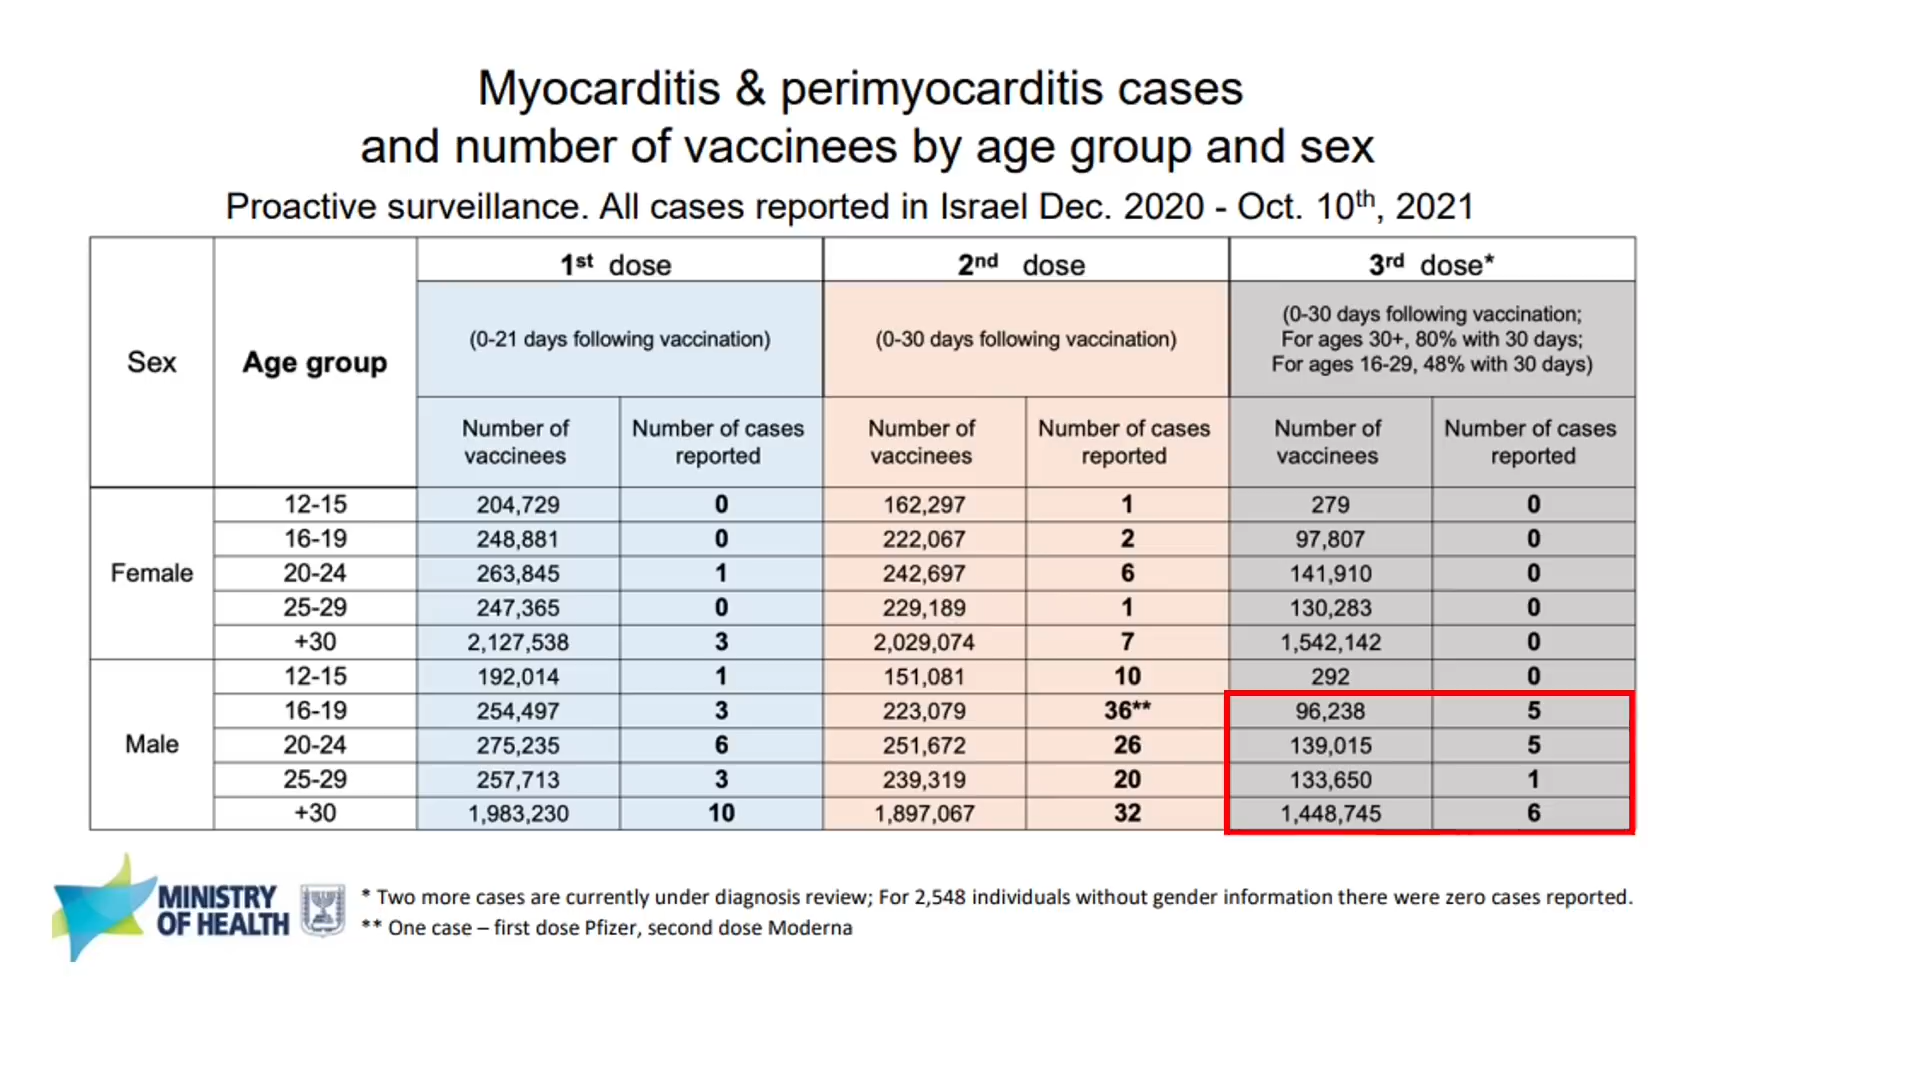 Myocarditis & perimyocarditis cases
and number of vaccinees by age group and sex
Proactive surveillance. All cases reported in Israel Dec. 2020 - Oct. 10th, 2021
Sex Age group 1st dose 2nd dose 3rd dose*
(0-21 days following vaccination) (0-30 days following vaccination) (0-30 days following vaccination;
For ages 30+, 80% with 30 days;
For ages 16-29, 48% with 30 days)
Number of vaccinees Number of cases reported Number of vaccinees Number of cases reported Number of vaccinees Number of cases reported
Female
12-15 204,729 0 162,297 1 279 0
16-19 248,881 0 222,067 2 97,807 0
20-24 263,845 1 242,697 6 141,910 0
25-29 247,365 0 229,189 1 130,283 0
+30 2,127,538 3 2,029,074 7 1,542,142 0
Male
12-15 192,014 1 151,081 10 292 0
16-19 254,497 3 223,079 36** 96,238 5
20-24 275,235 6 251,672 26 139,015 5
25-29 257,713 3 239,319 20 133,650 1
+30 1,983,230 10 1,897,067 32 1,448,745 6
MINISTRY
OF HEALTH
* Two more cases are currently under diagnosis review; For 2,548 individuals without gender information there were zero cases reported.
** One case – first dose Pfizer, second dose Moderna